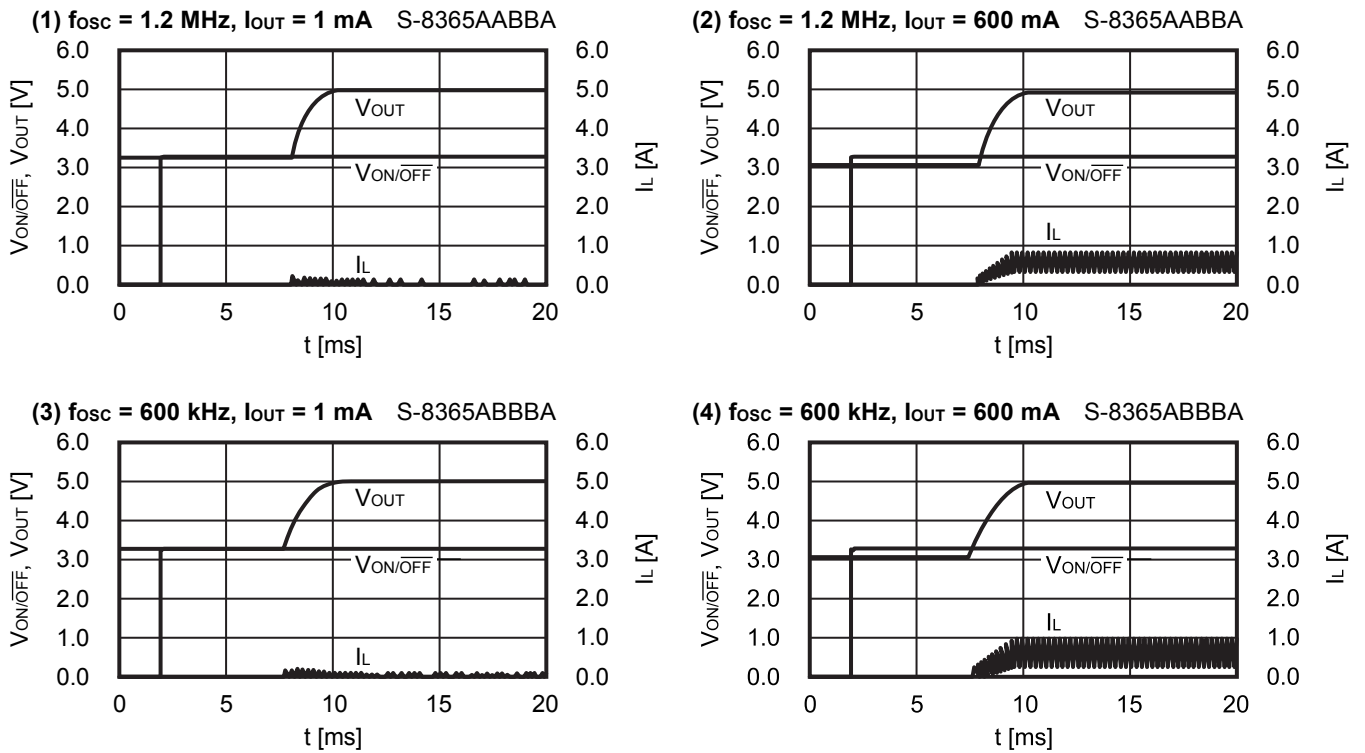 (1) fosc = 1.2 MHz, IOUT = 1 mA S-8365AABBA
6.0
5.0
4.0
3.0
2.0
1.0
0.0
VON/OFF, VOUT [V]
VOUT
VON/OFF
IL
6.0
5.0
4.0
3.0
2.0
1.0
0.0
IL [A]
0 5 10 15 20
t [ms]
(2) fosc = 1.2 MHz, IOUT = 600 mA S-8365AABBA
6.0
5.0
4.0
3.0
2.0
1.0
0.0
VON/OFF, VOUT [V]
VOUT
VON/OFF
IL
6.0
5.0
4.0
3.0
2.0
1.0
0.0
IL [A]
0 5 10 15 20
t [ms]
(3) fosc = 600 kHz, IOUT = 1 mA S-8365ABBBA
6.0
5.0
4.0
3.0
2.0
1.0
0.0
VON/OFF, VOUT [V]
VOUT
VON/OFF
IL
6.0
5.0
4.0
3.0
2.0
1.0
0.0
IL [A]
0 5 10 15 20
t [ms]
(4) fosc = 600 kHz, IOUT = 600 mA S-8365ABBBA
6.0
5.0
4.0
3.0
2.0
1.0
0.0
VON/OFF, VOUT [V]
VOUT
VON/OFF
IL
6.0
5.0
4.0
3.0
2.0
1.0
0.0
IL [A]
0 5 10 15 20
t [ms]